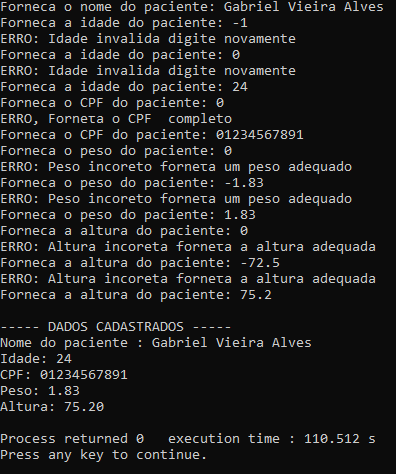 Forneca o nome do paciente: Gabriel Vieira Alves
Forneca a idade do paciente: -1
ERRO: Idade invalida digite novamente
Forneca a idade do paciente: 0
ERRO: Idade invalida digite novamente
Forneca a idade do paciente: 24
Forneca o CPF do paciente: 0
ERRO, Forneτa o CPF  completo
Forneca o CPF do paciente: 01234567891
Forneca o peso do paciente: 0
ERRO: Peso incoreto forneτa um peso adequado
Forneca o peso do paciente: -1.83
ERRO: Peso incoreto forneτa um peso adequado
Forneca o peso do paciente: 1.83
Forneca a altura do paciente: 0
ERRO: Altura incoreta forneτa a altura adequada
Forneca a altura do paciente: -72.5
ERRO: Altura incoreta forneτa a altura adequada
Forneca a altura do paciente: 75.2
----- DADOS CADASTRADOS -----
Nome do paciente : Gabriel Vieira Alves
Idade: 24
CPF: 01234567891
Peso: 1.83
Altura: 75.20
Process returned 0   execution time : 110.512 s
Press any key to continue.